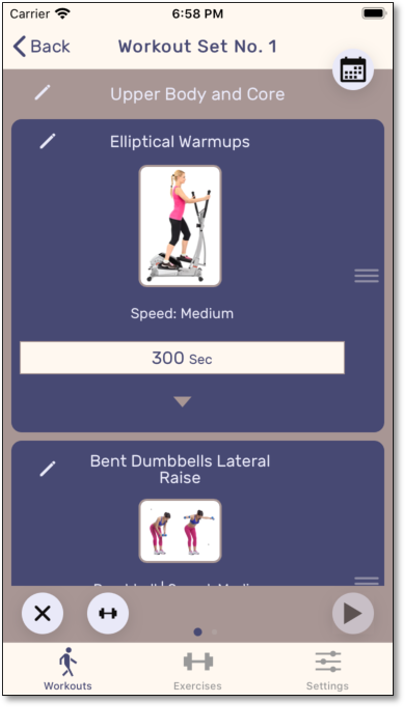 Carrier 6:58 PM
Back Workout Set No. 1
Upper Body and Core
Elliptical Warmups
Speed: Medium
300 Sec
Bent Dumbbells Lateral
Raise
Workouts Exercises Settings